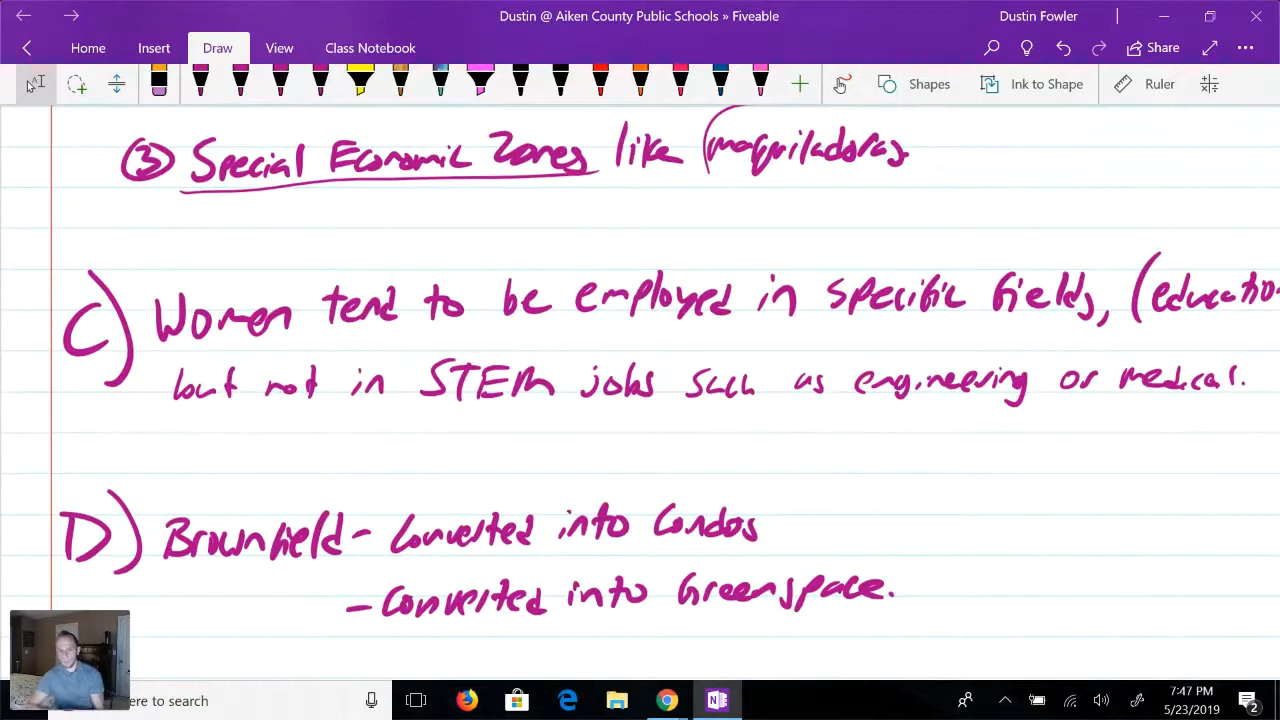 Dustin @ Aiken County Public Schools » Fiveable
Dustin Fowler
Home Insert Draw View Class Notebook
Share
Shapes Ink to Shape Ruler
③ Special Economic Zones like (maquiladoras
C) Women tend to be employed in specific fields, (education
but not in STEM jobs such as engineering or medical.
D) Brownfield - Converted into Condos
- Converted into Greenspace.
ere to search
7:47 PM
5/23/2019
2